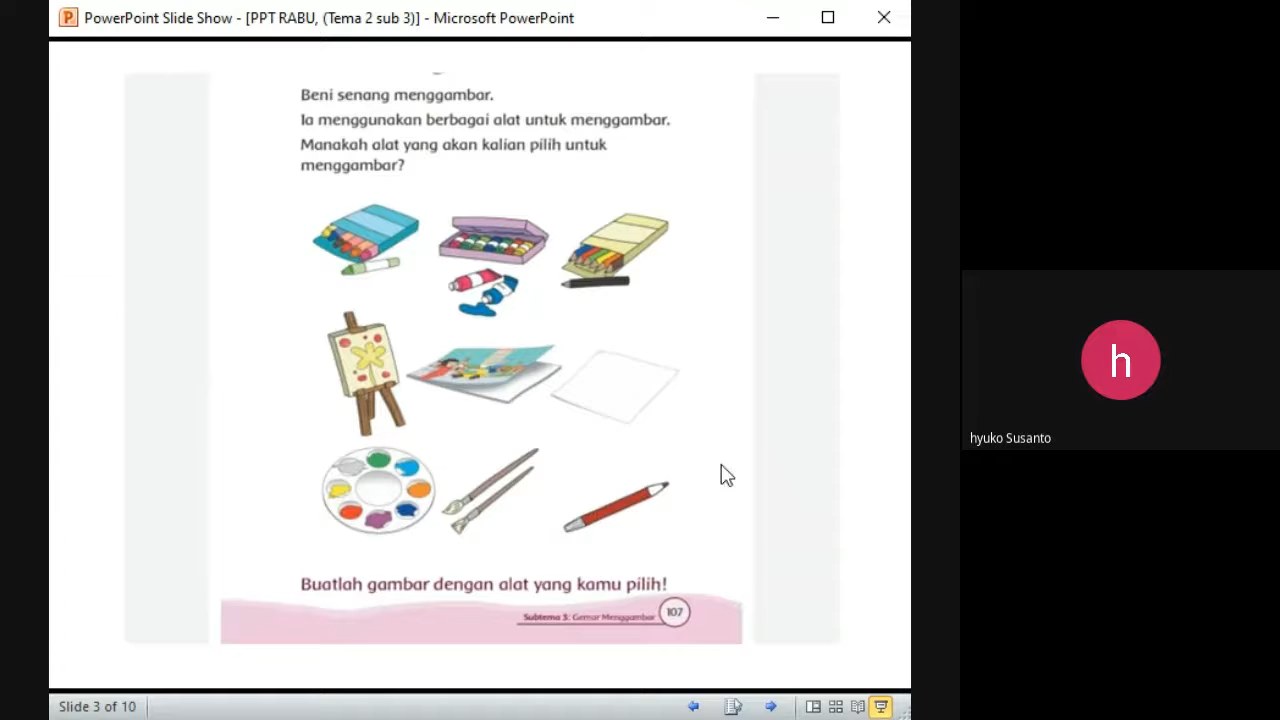 PowerPoint Slide Show - [PPT RABU, (Tema 2 sub 3)] - Microsoft PowerPoint
Beni senang menggambar.
Ia menggunakan berbagai alat untuk menggambar.
Manakah alat yang akan kalian pilih untuk
menggambar?
Buatlah gambar dengan alat yang kamu pilih!
Subtema 3: Gemar Menggambar
107
Slide 3 of 10
h
hyuko Susanto